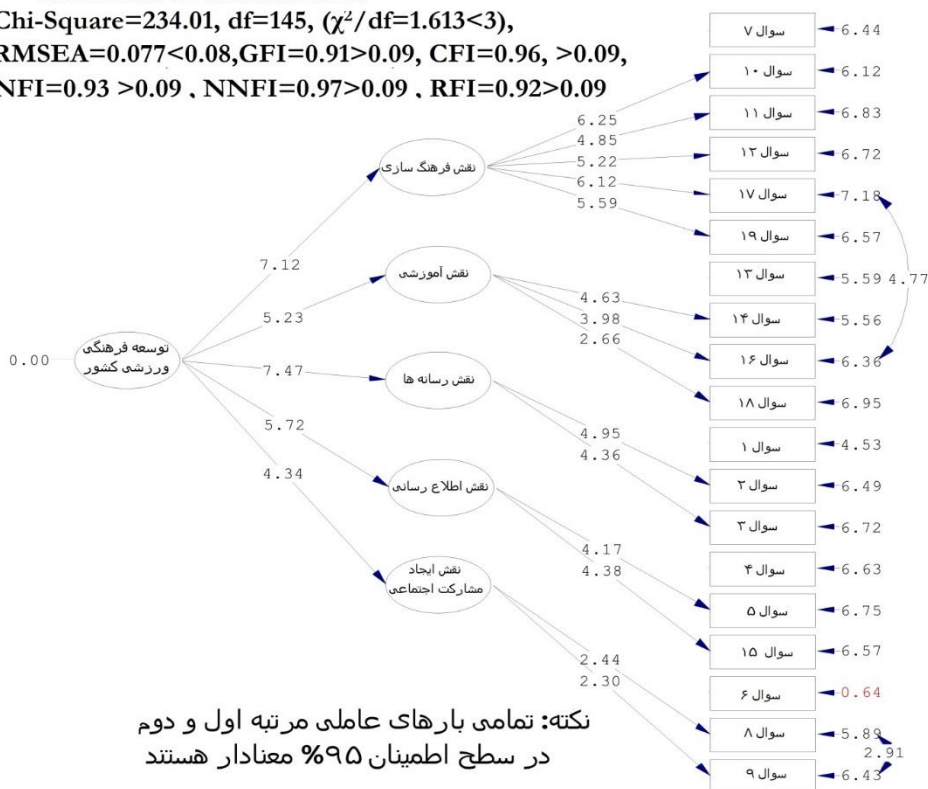 Chi-Square=234.01, df=145, (χ²/df=1.613<3),
RMSEA=0.077<0.08,GFI=0.91>0.09, CFI=0.96, >0.09,
NFI=0.93 >0.09 , NNFI=0.97>0.09 , RFI=0.92>0.09
سوال ۷
6.44
سوال ۱۰
6.12
6.25
سوال ۱۱
6.83
4.85
سوال ۱۲
6.72
5.22
نقش فرهنگ سازی
سوال ۱۷
7.18
6.12
سوال ۱۹
6.57
5.59
7.12
نقش آموزشی
سوال ۱۳
5.59
4.77
4.63
سوال ۱۴
5.56
3.98
5.23
2.66
0.00
توسعه فرهنگی
ورزشی کشور
سوال ۱۶
6.36
7.47
نقش رسانه ها
سوال ۱۸
6.95
5.72
4.95
سوال ۱
4.53
4.36
4.34
نقش اطلاع رسانی
سوال ۲
6.49
سوال ۳
6.72
4.17
سوال ۴
6.63
4.38
نقش ایجاد
مشارکت اجتماعی
سوال ۵
6.75
سوال ۱۵
6.57
2.44
2.30
سوال ۶
0.64
سوال ۸
5.89
2.91
سوال ۹
6.43
نکته: تمامی بارهای عاملی مرتبه اول و دوم
در سطح اطمینان ۹۵% معنادار هستند